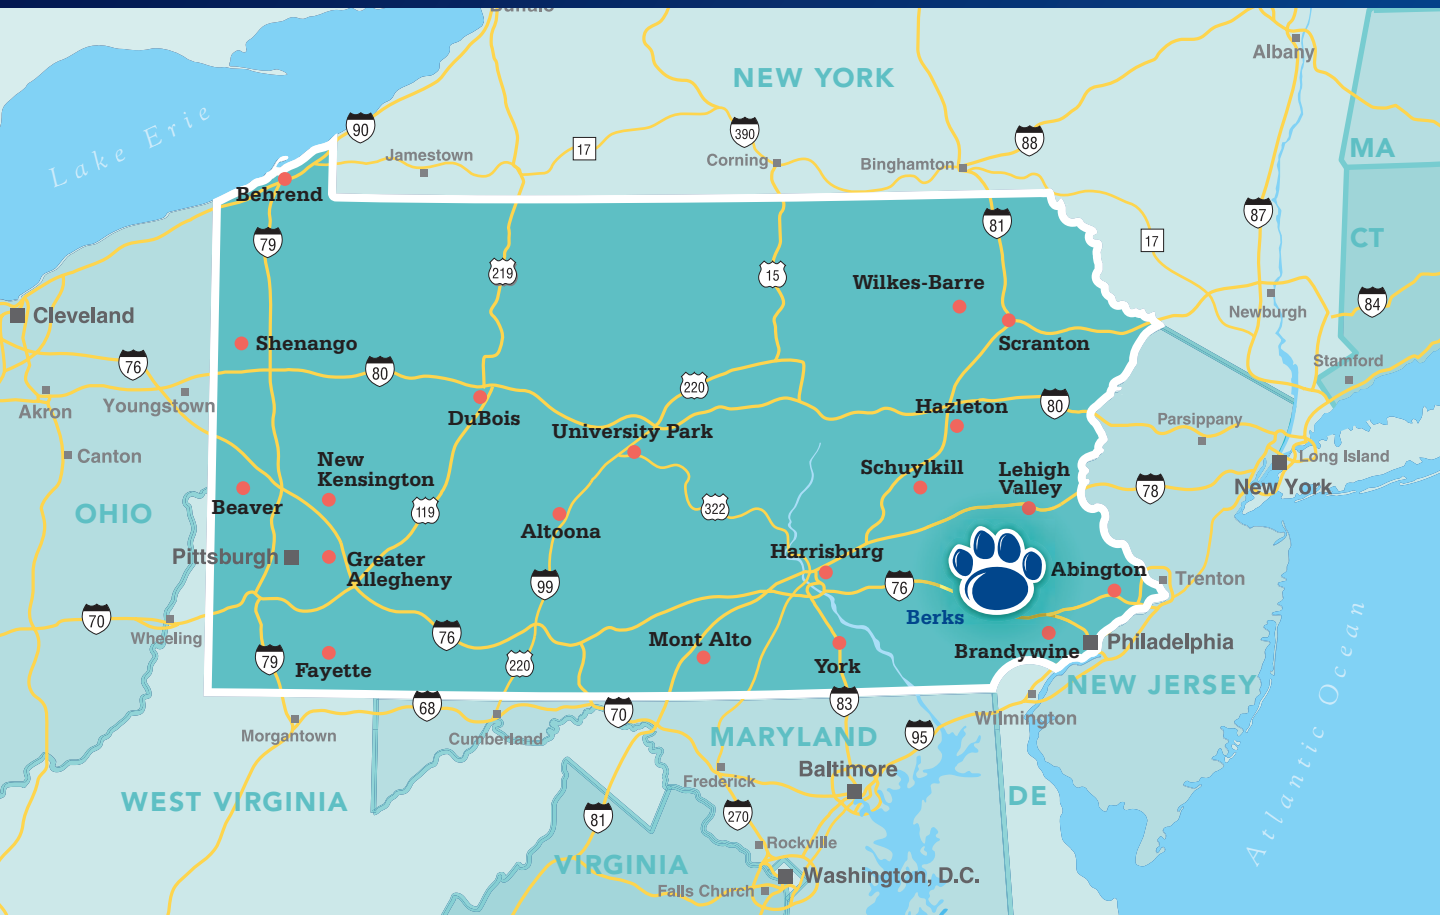 Buffalo
Albany
NEW YORK
Lake Erie
90
390
88
17
Jamestown
Corning
Binghamton
MA
Behrend
87
81
17
CT
79
219
15
Wilkes-Barre
84
Newburgh
Cleveland
Shenango
Scranton
Stamford
76
80
220
Akron
Youngstown
DuBois
Hazleton
80
University Park
Parsippany
Canton
New
Kensington
Schuylkill
Lehigh
Valley
Long Island
New York
78
OHIO
Beaver
119
322
Altoona
Pittsburgh
Greater
Allegheny
Harrisburg
Abington
Trenton
99
76
Berks
70
Wheeling
76
Mont Alto
Brandywine
Philadelphia
79
Fayette
220
York
NEW JERSEY
Atlantic Ocean
68
70
83
Wilmington
Morgantown
Cumberland
MARYLAND
95
Baltimore
Frederick
WEST VIRGINIA
DE
81
270
Rockville
VIRGINIA
Washington, D.C.
Falls Church